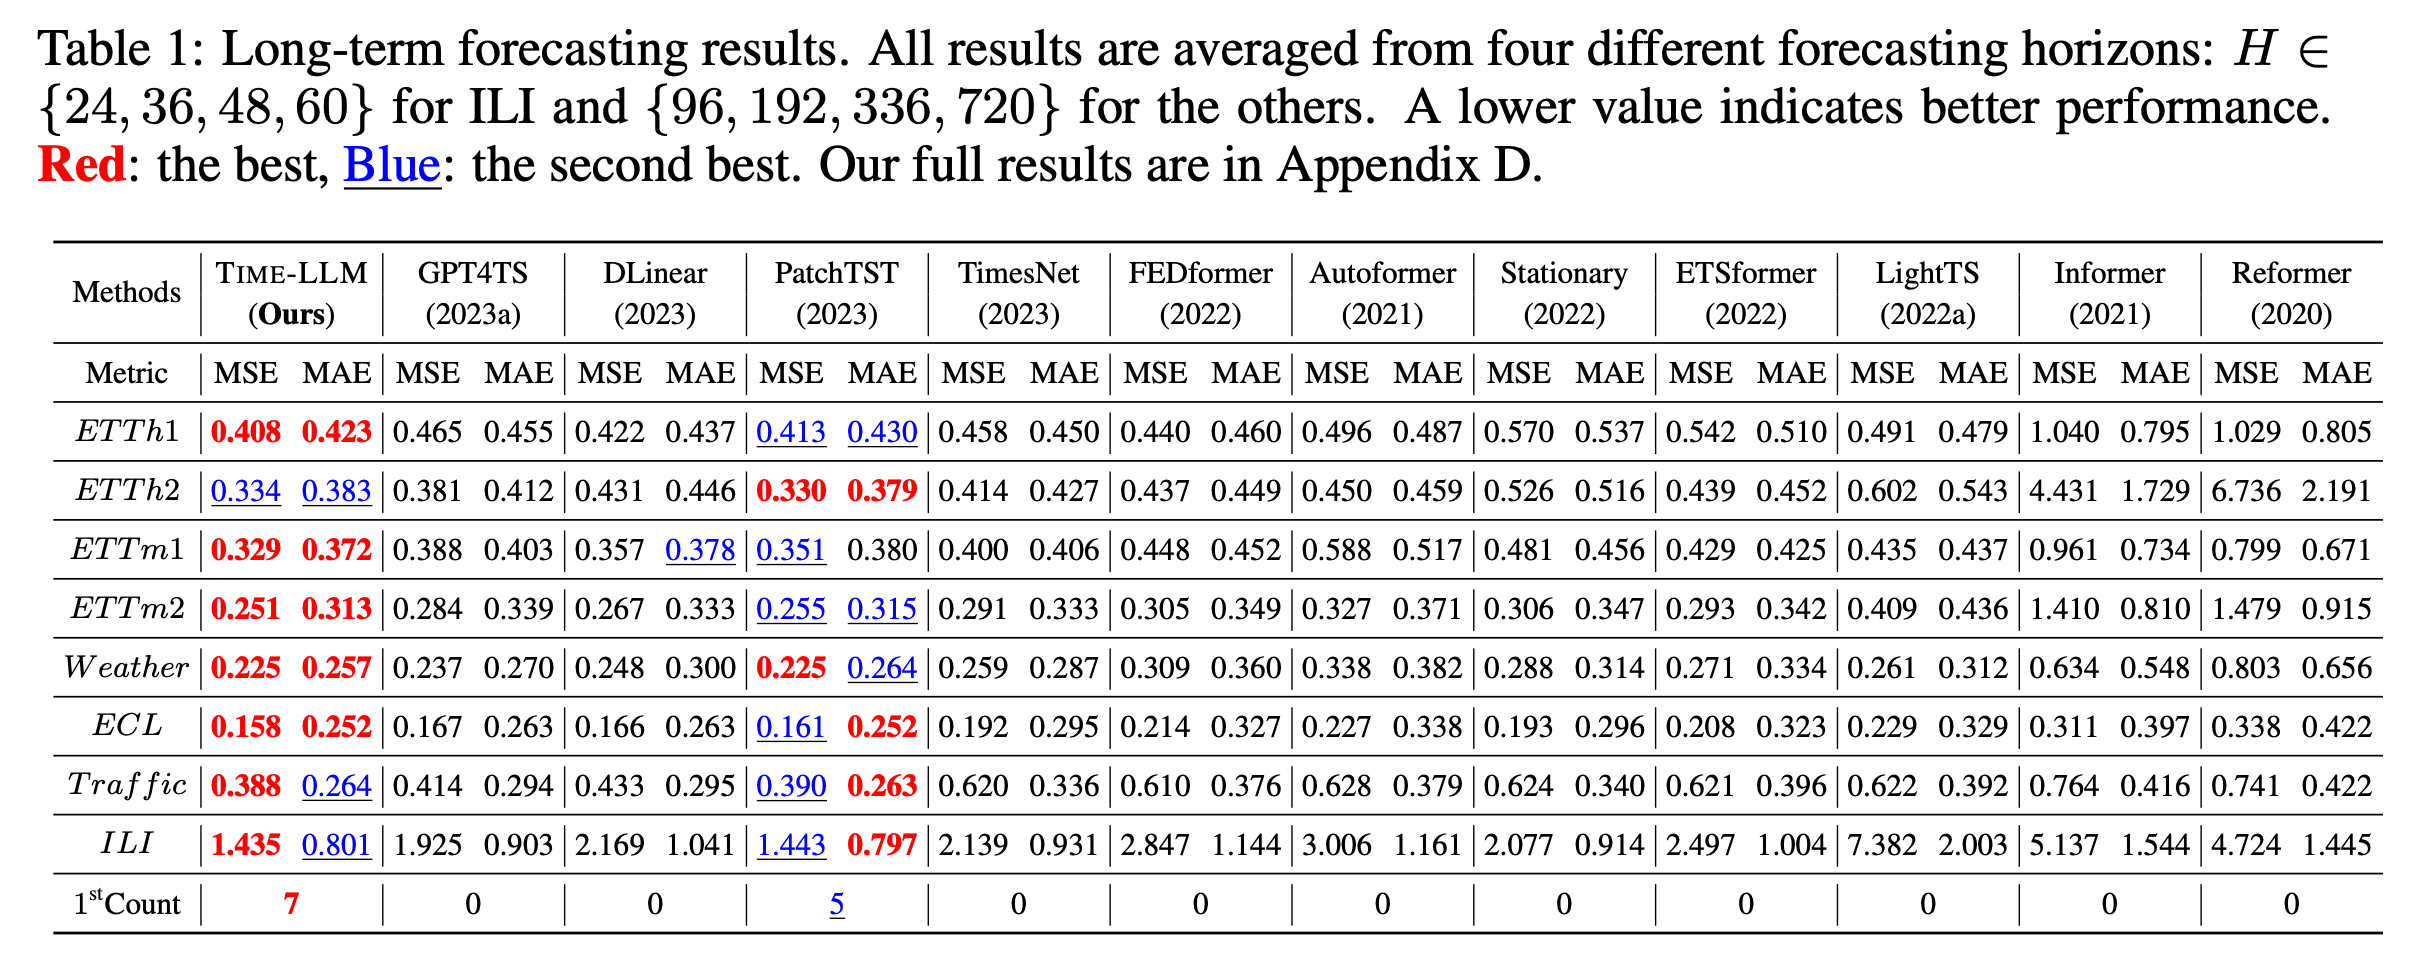 Table 1: Long-term forecasting results. All results are averaged from four different forecasting horizons: H ∈
{24, 36, 48, 60} for ILI and {96, 192, 336, 720} for the others. A lower value indicates better performance.
Red: the best, Blue: the second best. Our full results are in Appendix D.
Methods TIME-LLM (Ours) GPT4TS (2023a) DLinear (2023) PatchTST (2023) TimesNet (2023) FEDformer (2022) Autoformer (2021) Stationary (2022) ETSformer (2022) LightTS (2022a) Informer (2021) Reformer (2020)
Metric MSE MAE MSE MAE MSE MAE MSE MAE MSE MAE MSE MAE MSE MAE MSE MAE MSE MAE MSE MAE MSE MAE MSE MAE
ETTh1 0.408 0.423 0.465 0.455 0.422 0.437 0.413 0.430 0.458 0.450 0.440 0.460 0.496 0.487 0.570 0.537 0.542 0.510 0.491 0.479 1.040 0.795 1.029 0.805
ETTh2 0.334 0.383 0.381 0.412 0.431 0.446 0.330 0.379 0.414 0.427 0.437 0.449 0.450 0.459 0.526 0.516 0.439 0.452 0.602 0.543 4.431 1.729 6.736 2.191
ETTm1 0.329 0.372 0.388 0.403 0.357 0.378 0.351 0.380 0.400 0.406 0.448 0.452 0.588 0.517 0.481 0.456 0.429 0.425 0.435 0.437 0.961 0.734 0.799 0.671
ETTm2 0.251 0.313 0.284 0.339 0.267 0.333 0.255 0.315 0.291 0.333 0.305 0.349 0.327 0.371 0.306 0.347 0.293 0.342 0.409 0.436 1.410 0.810 1.479 0.915
Weather 0.225 0.257 0.237 0.270 0.248 0.300 0.225 0.264 0.259 0.287 0.309 0.360 0.338 0.382 0.288 0.314 0.271 0.334 0.261 0.312 0.634 0.548 0.803 0.656
ECL 0.158 0.252 0.167 0.263 0.166 0.263 0.161 0.252 0.192 0.295 0.214 0.327 0.227 0.338 0.193 0.296 0.208 0.323 0.229 0.329 0.311 0.397 0.338 0.422
Traffic 0.388 0.264 0.414 0.294 0.433 0.295 0.390 0.263 0.620 0.336 0.610 0.376 0.628 0.379 0.624 0.340 0.621 0.396 0.622 0.392 0.764 0.416 0.741 0.422
ILI 1.435 0.801 1.925 0.903 2.169 1.041 1.443 0.797 2.139 0.931 2.847 1.144 3.006 1.161 2.077 0.914 2.497 1.004 7.382 2.003 5.137 1.544 4.724 1.445
1stCount 7 0 0 5 0 0 0 0 0 0 0 0